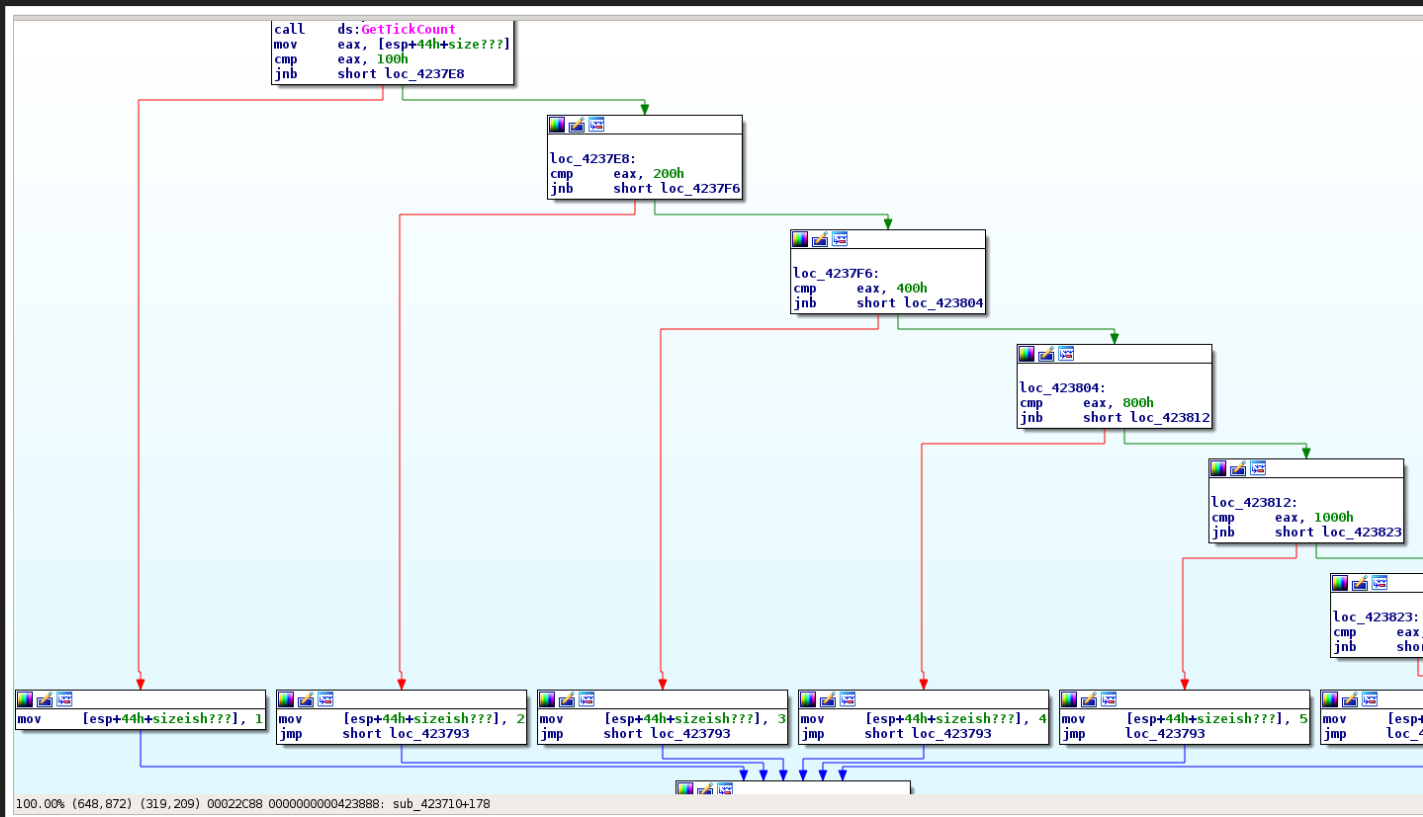 call ds:GetTickCount
mov eax, [esp+44h+size???]
cmp eax, 100h
jnb short loc_4237E8
loc_4237E8:
cmp eax, 200h
jnb short loc_4237F6
loc_4237F6:
cmp eax, 400h
jnb short loc_423804
loc_423804:
cmp eax, 800h
jnb short loc_423812
loc_423812:
cmp eax, 1000h
jnb short loc_423823
loc_423823:
cmp eax,
jnb
mov [esp+44h+sizeish???], 1
mov [esp+44h+sizeish???], 2
jmp short loc_423793
mov [esp+44h+sizeish???], 3
jmp short loc_423793
mov [esp+44h+sizeish???], 4
jmp short loc_423793
mov [esp+44h+sizeish???], 5
jmp loc_423793
mov
jmp
100.00% (648,872) (319,209) 00022C88 0000000000423888: sub_423710+178